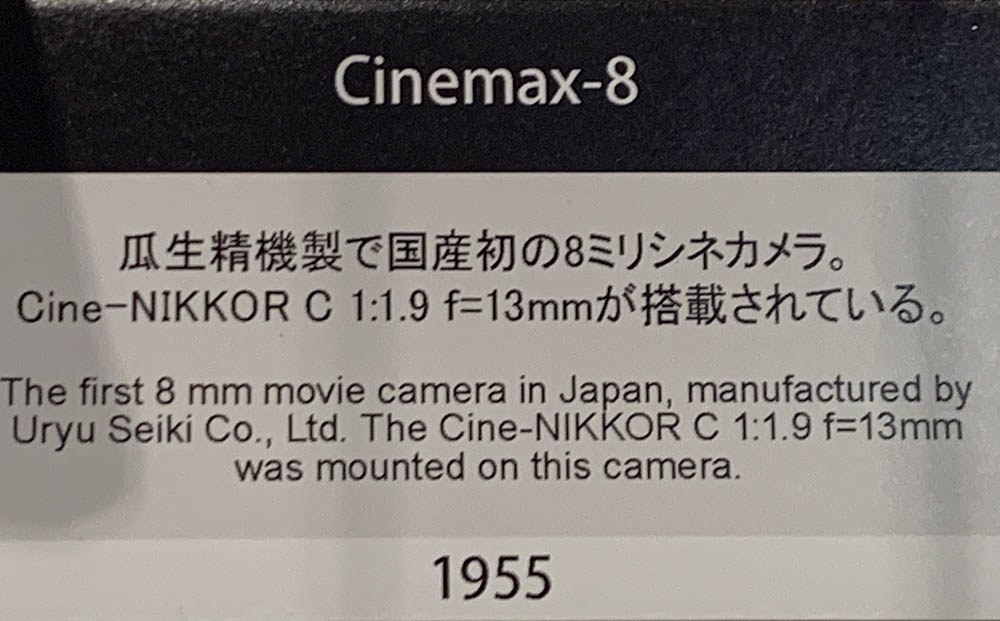 Cinemax-8
瓜生精機製で国産初の8ミリシネカメラ。
Cine-NIKKOR C 1:1.9 f=13mmが搭載されている。
The first 8 mm movie camera in Japan, manufactured by
Uryu Seiki Co., Ltd. The Cine-NIKKOR C 1:1.9 f=13mm
was mounted on this camera.
1955